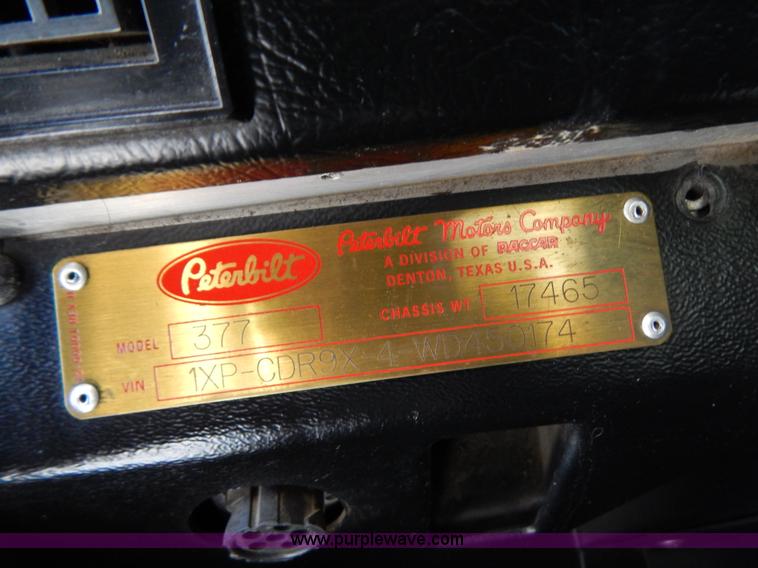 Peterbilt
Peterbilt Motors Company
A DIVISION OF PACCAR
DENTON, TEXAS U.S.A.
CHASSIS WT 17465
MODEL 377
VIN 1XP-CDR9X-4-WD450174
www.purplewave.com